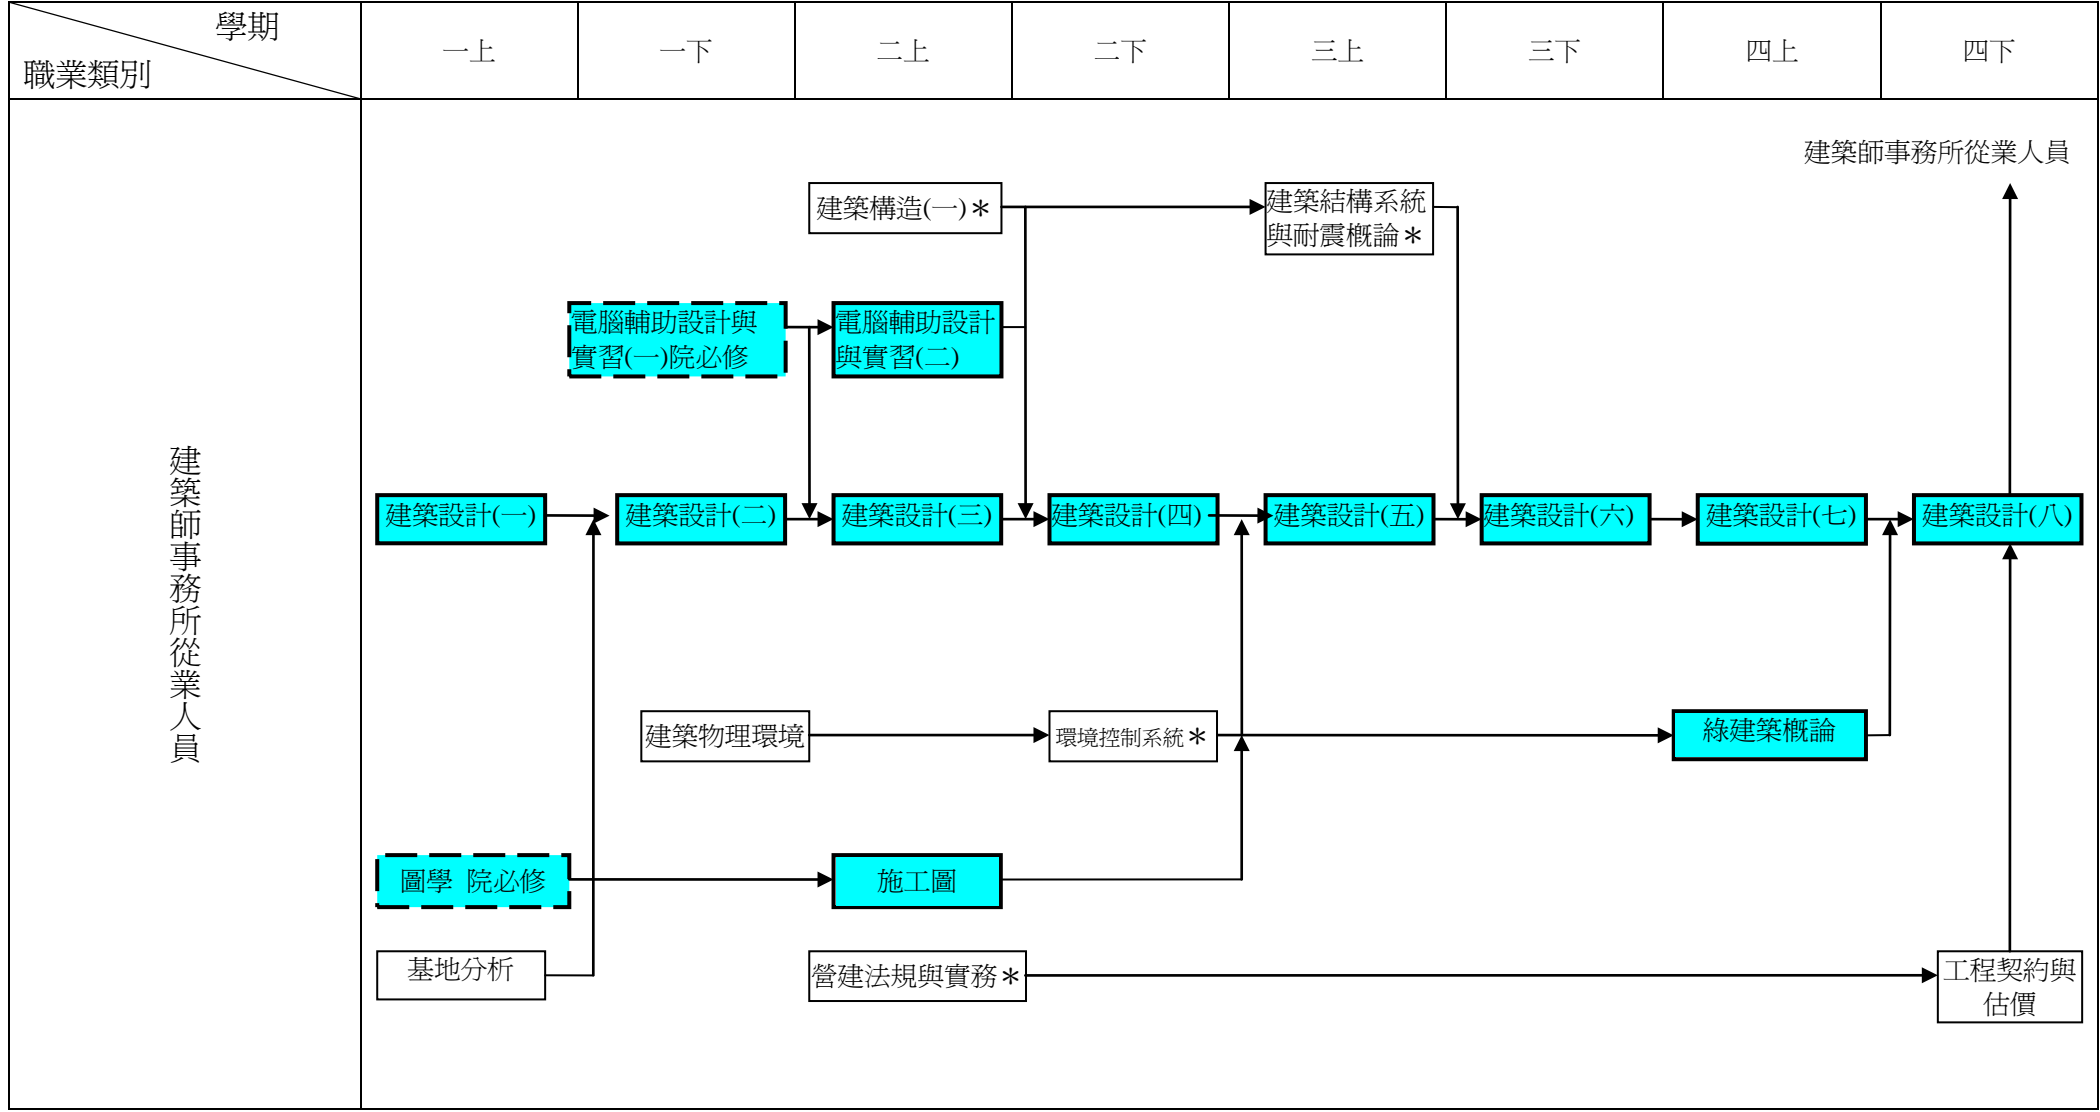 學期
職業類別
一上
一下
二上
二下
三上
三下
四上
四下
建築師事務所從業人員
建築師事務所從業人員
建築構造(一)＊
建築結構系統
與耐震概論＊
電腦輔助設計與
實習(一)院必修
電腦輔助設計
與實習(二)
建築設計(一)
建築設計(二)
建築設計(三)
建築設計(四)
建築設計(五)
建築設計(六)
建築設計(七)
建築設計(八)
建築物理環境
環境控制系統＊
綠建築概論
圖學 院必修
施工圖
基地分析
營建法規與實務＊
工程契約與
估價